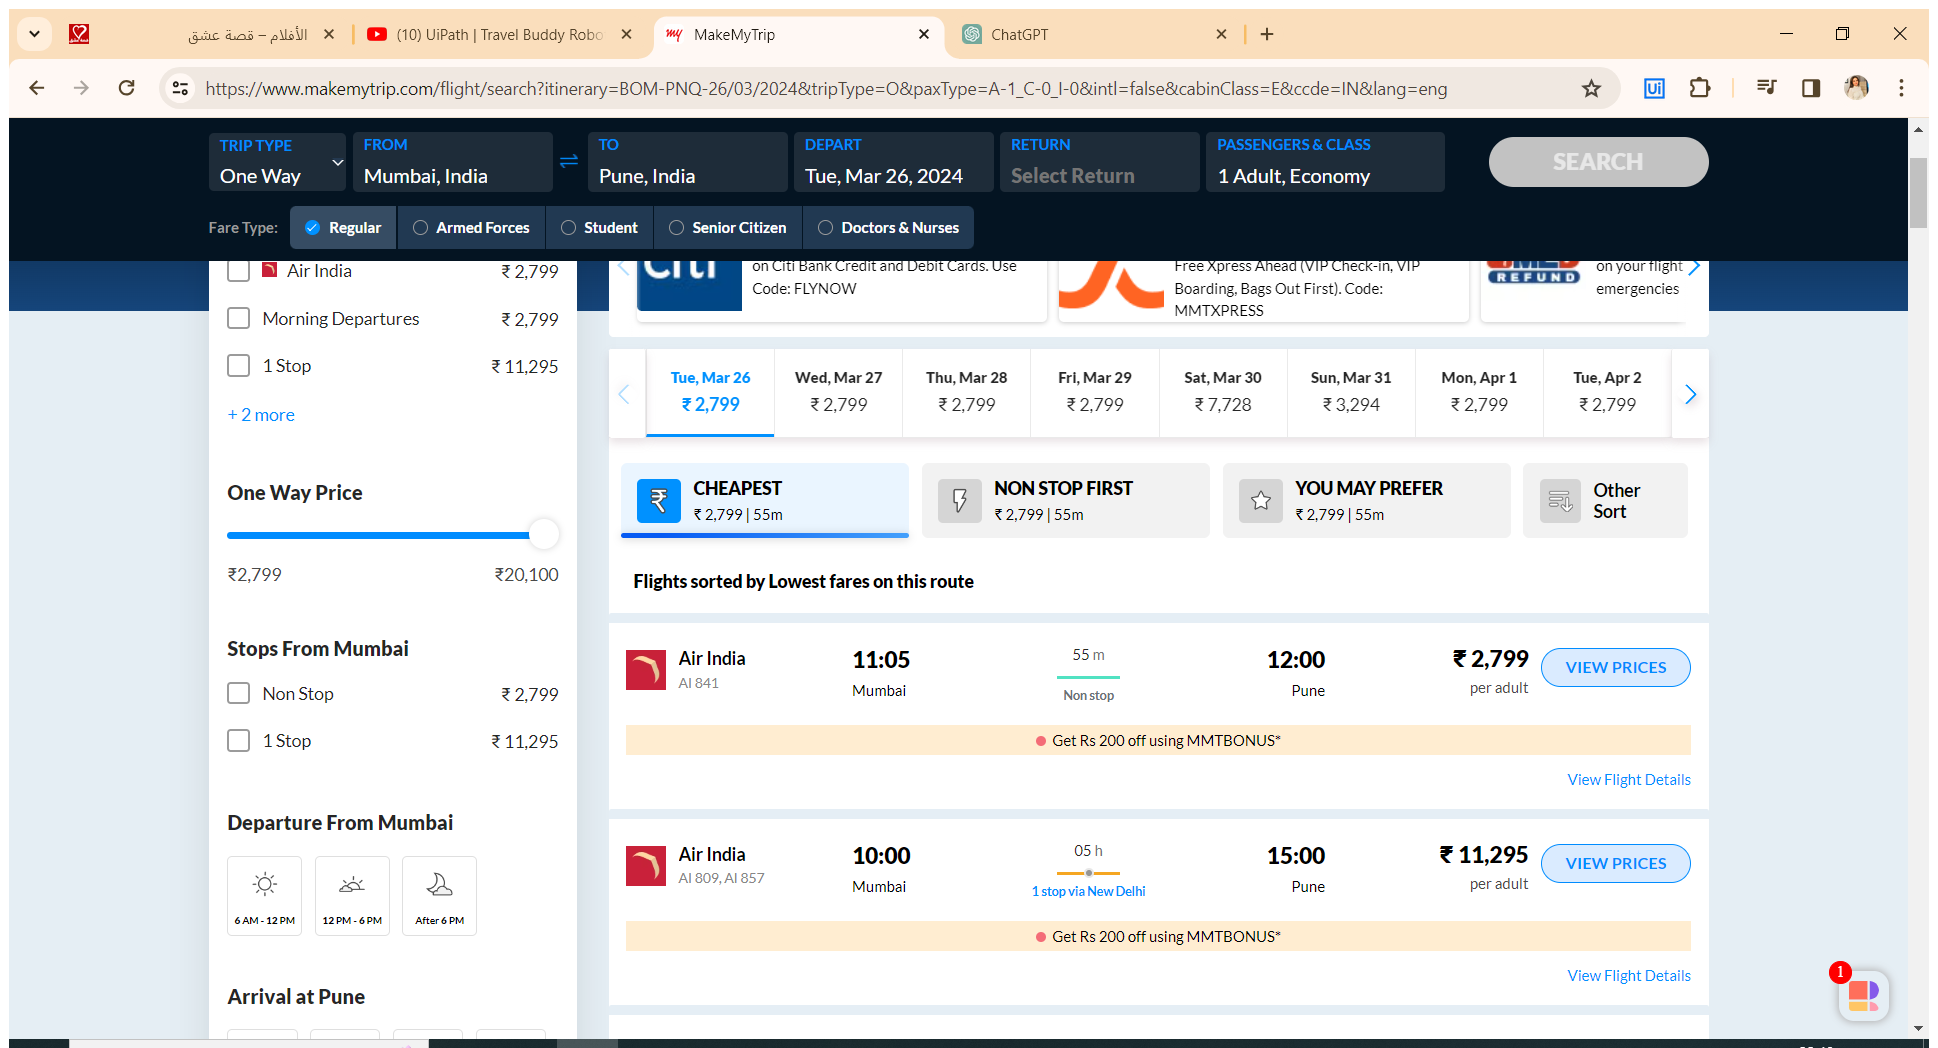 الأفلام – قصة عشق
(10) UiPath | Travel Buddy Robo
MakeMyTrip
ChatGPT
https://www.makemytrip.com/flight/search?itinerary=BOM-PNQ-26/03/2024&tripType=O&paxType=A-1_C-0_I-0&intl=false&cabinClass=E&ccde=IN&lang=eng
TRIP TYPE
One Way
FROM
Mumbai, India
TO
Pune, India
DEPART
Tue, Mar 26, 2024
RETURN
Select Return
PASSENGERS & CLASS
1 Adult, Economy
SEARCH
Fare Type:
Regular
Armed Forces
Student
Senior Citizen
Doctors & Nurses
Air India ₹ 2,799
Morning Departures ₹ 2,799
1 Stop ₹ 11,295
+ 2 more
One Way Price
₹2,799 ₹20,100
Stops From Mumbai
Non Stop ₹ 2,799
1 Stop ₹ 11,295
Departure From Mumbai
6 AM - 12 PM
12 PM - 6 PM
After 6 PM
Arrival at Pune
citi
on Citi Bank Credit and Debit Cards. Use
Code: FLYNOW
Free Xpress Ahead (VIP Check-in, VIP
Boarding, Bags Out First). Code:
MMTXPRESS
REFUND
on your flight
emergencies
Tue, Mar 26
₹ 2,799
Wed, Mar 27
₹ 2,799
Thu, Mar 28
₹ 2,799
Fri, Mar 29
₹ 2,799
Sat, Mar 30
₹ 7,728
Sun, Mar 31
₹ 3,294
Mon, Apr 1
₹ 2,799
Tue, Apr 2
₹ 2,799
CHEAPEST
₹ 2,799 | 55m
NON STOP FIRST
₹ 2,799 | 55m
YOU MAY PREFER
₹ 2,799 | 55m
Other
Sort
Flights sorted by Lowest fares on this route
Air India
AI 841
11:05
Mumbai
55 m
Non stop
12:00
Pune
₹ 2,799
per adult
VIEW PRICES
Get Rs 200 off using MMTBONUS*
View Flight Details
Air India
AI 809, AI 857
10:00
Mumbai
05 h
1 stop via New Delhi
15:00
Pune
₹ 11,295
per adult
VIEW PRICES
Get Rs 200 off using MMTBONUS*
View Flight Details
1